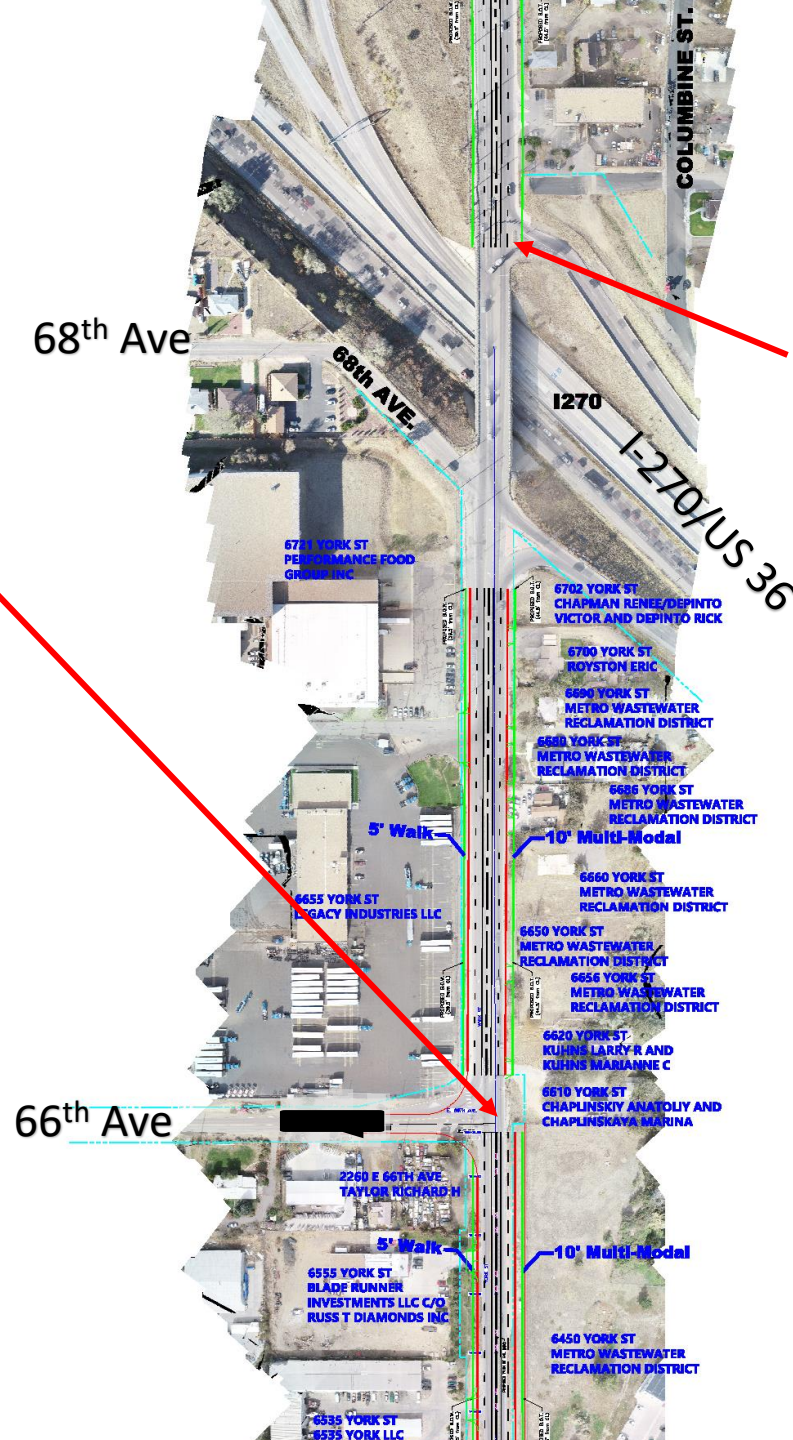 COLUMBINE ST.
68th Ave
68th AVE.
I270
I-270/US 36
6721 YORK ST
PERFORMANCE FOOD
GROUP INC
6702 YORK ST
CHAPMAN RENEE/DEPINTO
VICTOR AND DEPINTO RICK
6700 YORK ST
ROYSTON ERIC
6690 YORK ST
METRO WASTEWATER
RECLAMATION DISTRICT
6680 YORK ST
METRO WASTEWATER
RECLAMATION DISTRICT
6686 YORK ST
METRO WASTEWATER
RECLAMATION DISTRICT
5' Walk
10' Multi-Modal
6660 YORK ST
METRO WASTEWATER
RECLAMATION DISTRICT
6655 YORK ST
LEGACY INDUSTRIES LLC
6650 YORK ST
METRO WASTEWATER
RECLAMATION DISTRICT
6656 YORK ST
METRO WASTEWATER
RECLAMATION DISTRICT
6620 YORK ST
KUHNS LARRY R AND
KUHNS MARIANNE C
6610 YORK ST
CHAPLINSKIY ANATOLIY AND
CHAPLINSKAYA MARINA
66th Ave
E. 66TH AVE.
2260 E 66TH AVE
TAYLOR RICHARD H
5' Walk
10' Multi-Modal
6555 YORK ST
BLADE RUNNER
INVESTMENTS LLC C/O
RUSS T DIAMONDS INC
6450 YORK ST
METRO WASTEWATER
RECLAMATION DISTRICT
6535 YORK ST
6535 YORK LLC